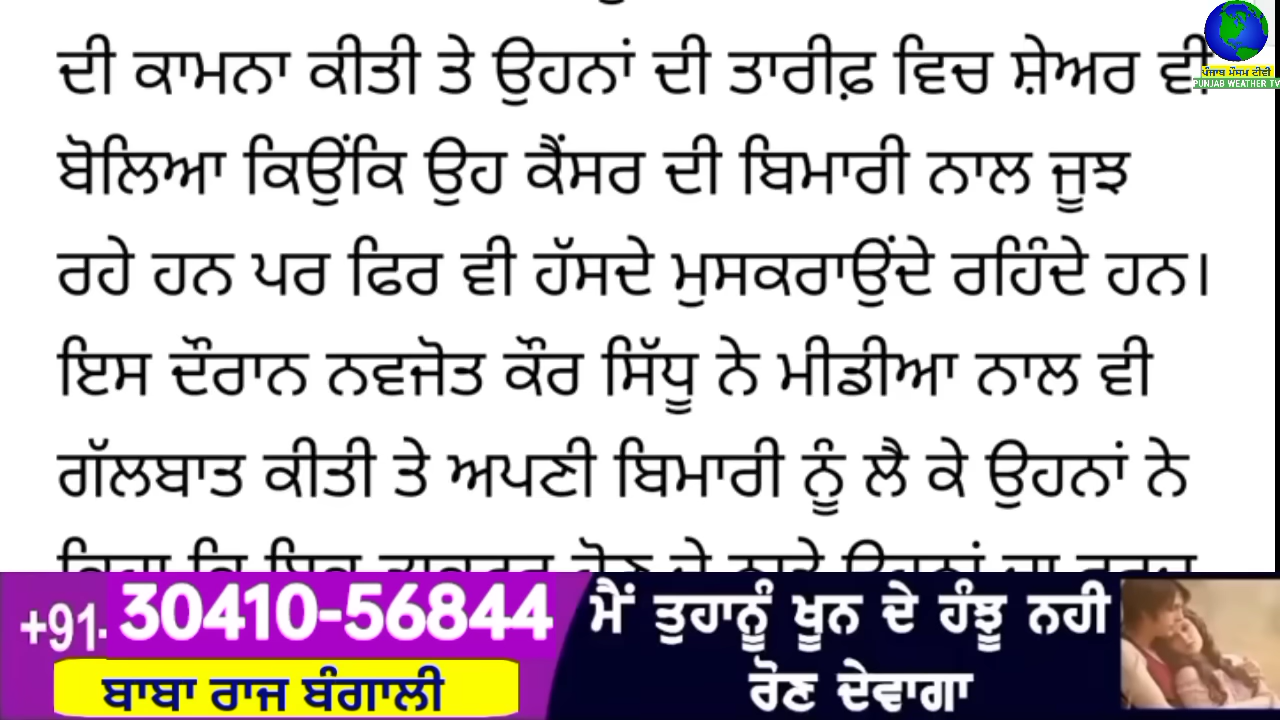 ਦੀ ਕਾਮਨਾ ਕੀਤੀ ਤੇ ਉਹਨਾਂ ਦੀ ਤਾਰੀਫ਼ ਵਿਚ ਸ਼ੇਅਰ ਵੀ
ਬੋਲਿਆ ਕਿਉਂਕਿ ਉਹ ਕੈਂਸਰ ਦੀ ਬਿਮਾਰੀ ਨਾਲ ਜੂਝ
ਰਹੇ ਹਨ ਪਰ ਫਿਰ ਵੀ ਹੱਸਦੇ ਮੁਸਕਰਾਉਂਦੇ ਰਹਿੰਦੇ ਹਨ।
ਇਸ ਦੌਰਾਨ ਨਵਜੋਤ ਕੌਰ ਸਿੱਧੂ ਨੇ ਮੀਡੀਆ ਨਾਲ ਵੀ
ਗੱਲਬਾਤ ਕੀਤੀ ਤੇ ਅਪਣੀ ਬਿਮਾਰੀ ਨੂੰ ਲੈ ਕੇ ਉਹਨਾਂ ਨੇ
ਪੰਜਾਬ ਮੌਸਮ ਟੀਵੀ
PUNJAB WEATHER TV
+91- 30410-56844
ਬਾਬਾ ਰਾਜ ਬੰਗਾਲੀ
ਮੈਂ ਤੁਹਾਨੂੰ ਖੂਨ ਦੇ ਹੰਝੂ ਨਹੀ
ਰੋਣ ਦੇਵਾਗਾ